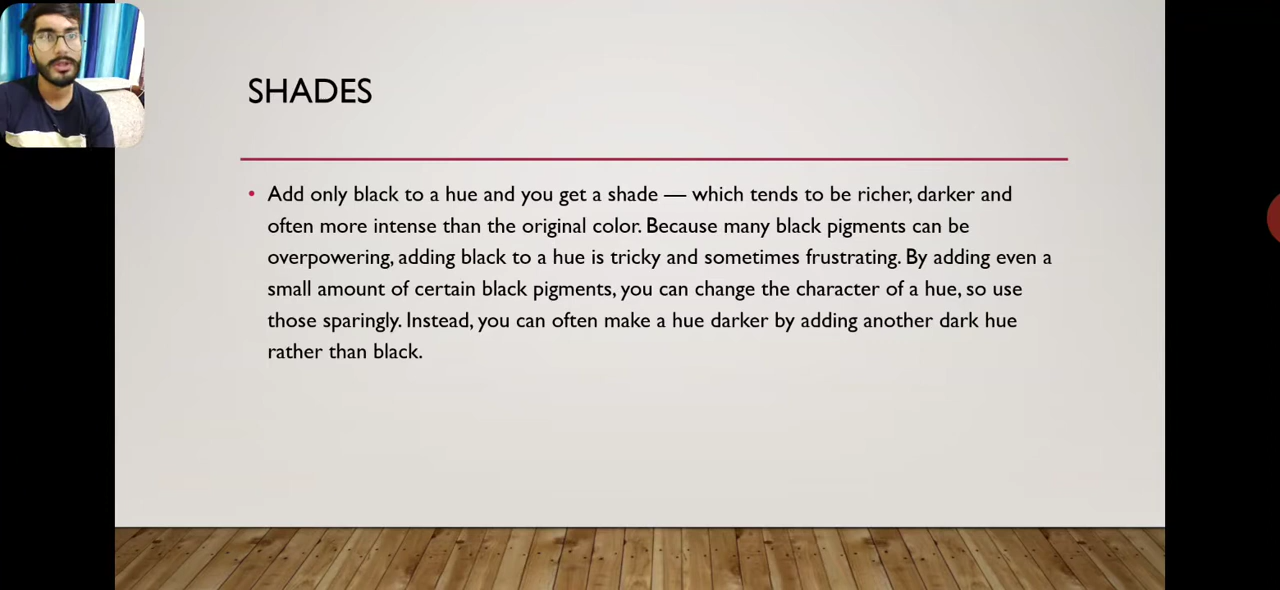 SHADES
• Add only black to a hue and you get a shade — which tends to be richer, darker and
often more intense than the original color. Because many black pigments can be
overpowering, adding black to a hue is tricky and sometimes frustrating. By adding even a
small amount of certain black pigments, you can change the character of a hue, so use
those sparingly. Instead, you can often make a hue darker by adding another dark hue
rather than black.